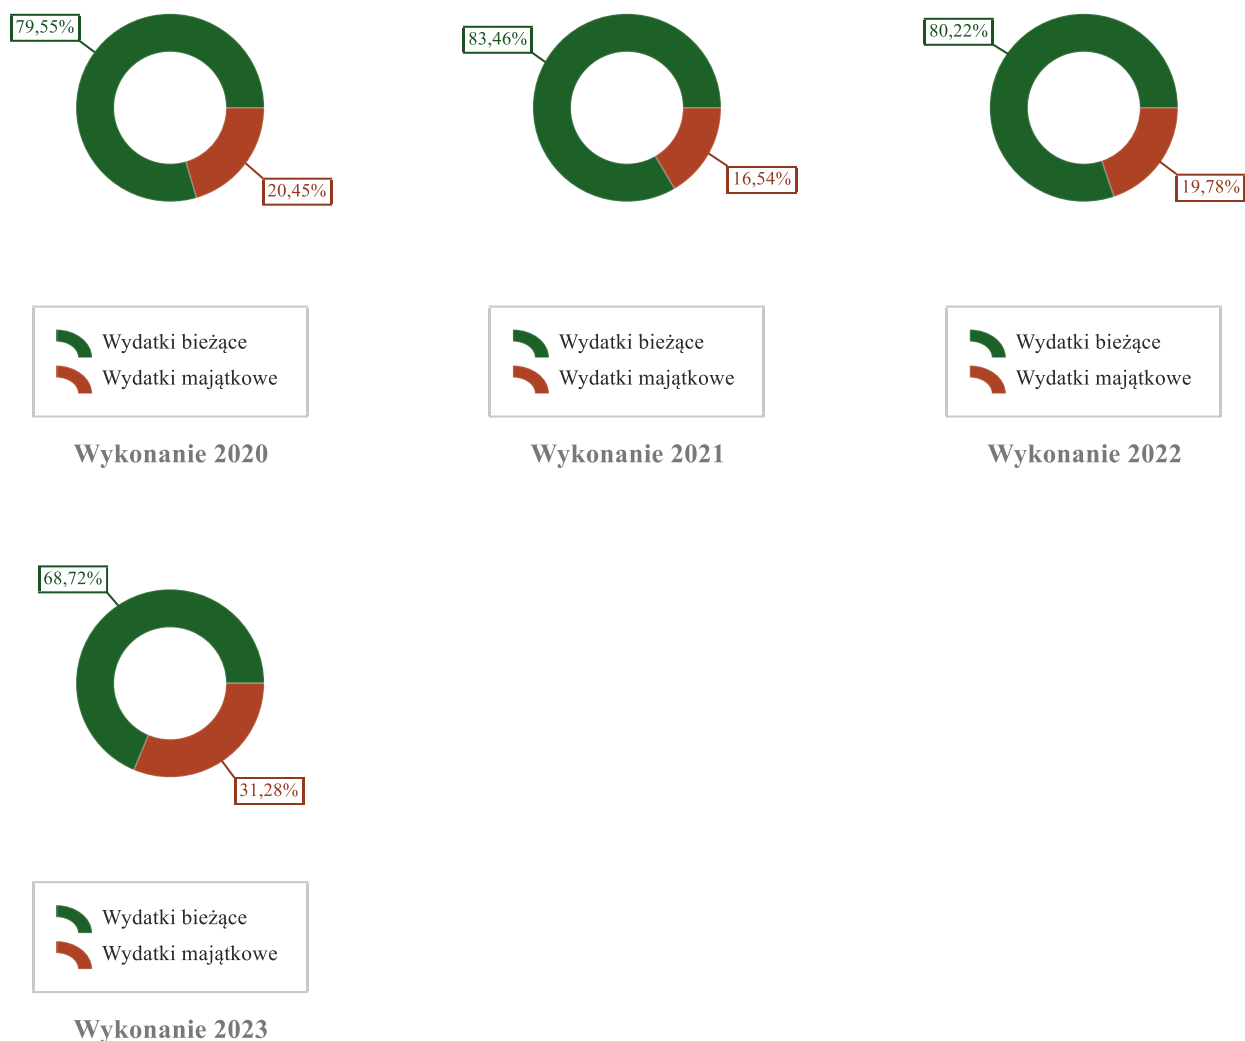 79,55%
20,45%
Wydatki bieżące
Wydatki majątkowe
Wykonanie 2020
83,46%
16,54%
Wydatki bieżące
Wydatki majątkowe
Wykonanie 2021
80,22%
19,78%
Wydatki bieżące
Wydatki majątkowe
Wykonanie 2022
68,72%
31,28%
Wydatki bieżące
Wydatki majątkowe
Wykonanie 2023